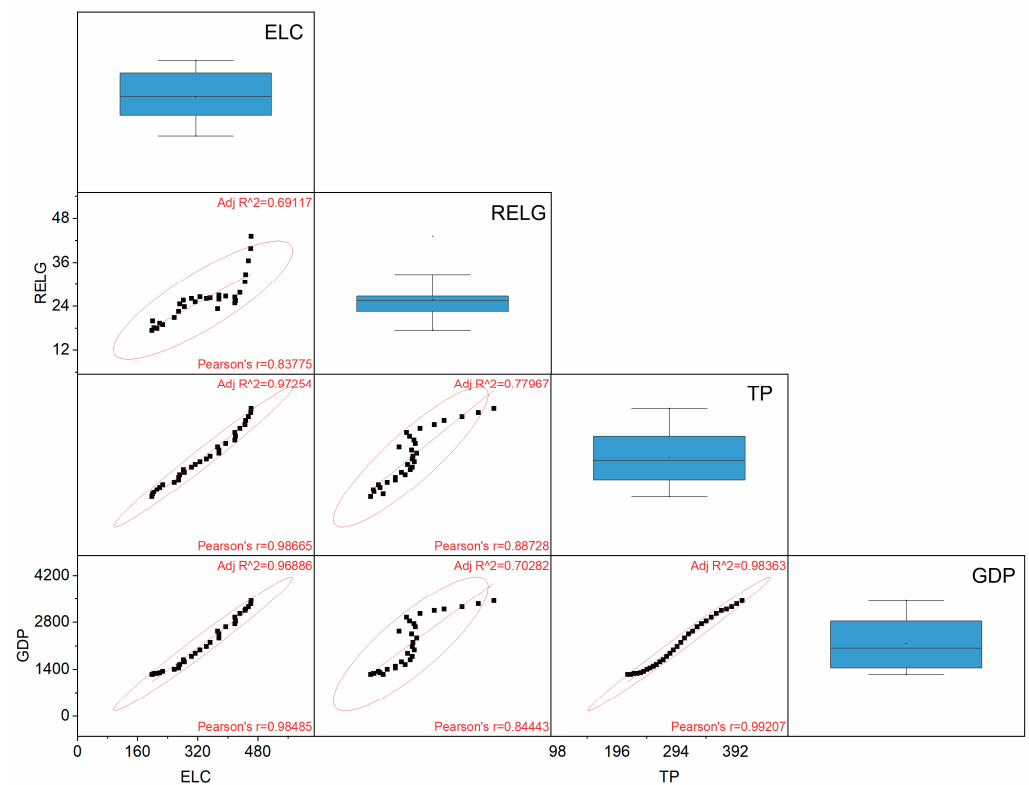 ELC
Adj R^2=0.69117
RELG
48
36
24
12
RELG
Pearson's r=0.83775
Adj R^2=0.97254
Adj R^2=0.77967
TP
Pearson's r=0.98665
Pearson's r=0.88728
Adj R^2=0.96886
Adj R^2=0.70282
Adj R^2=0.98363
GDP
4200
2800
1400
0
GDP
Pearson's r=0.98485
Pearson's r=0.84443
Pearson's r=0.99207
0 160 320 480
98 196 294 392
ELC
TP